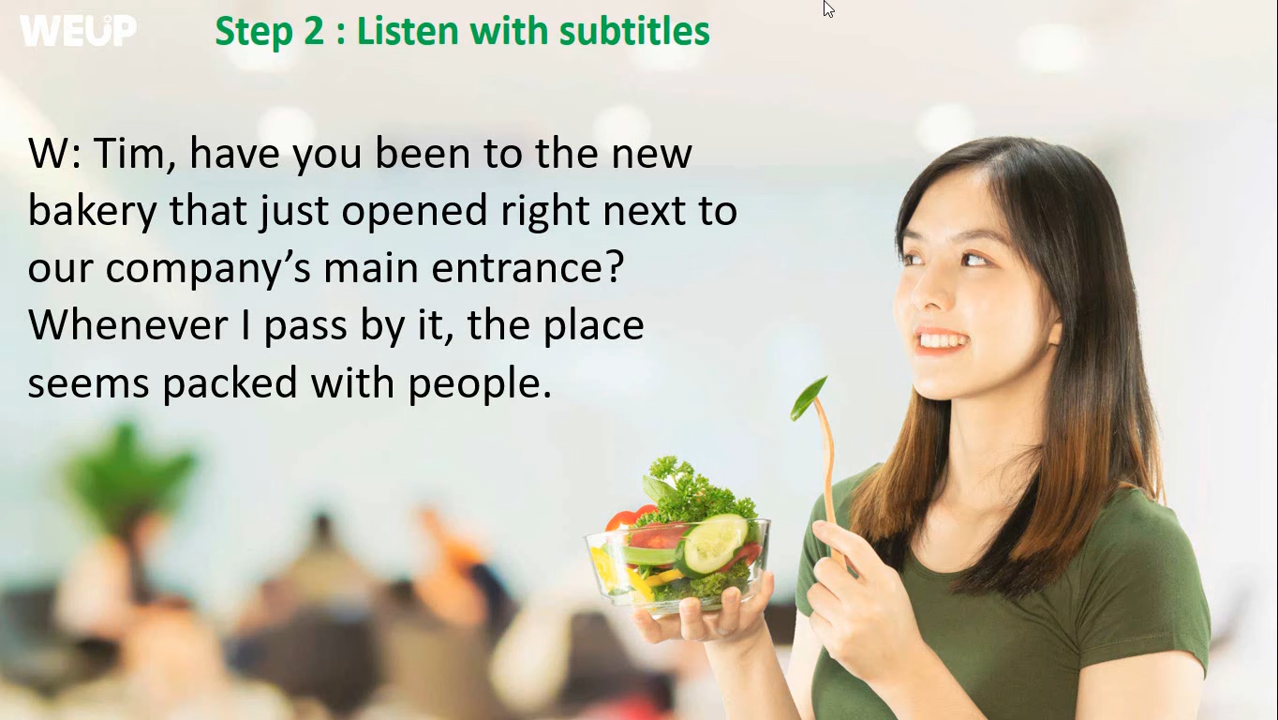 WEUP
Step 2 : Listen with subtitles
W: Tim, have you been to the new
bakery that just opened right next to
our company’s main entrance?
Whenever I pass by it, the place
seems packed with people.